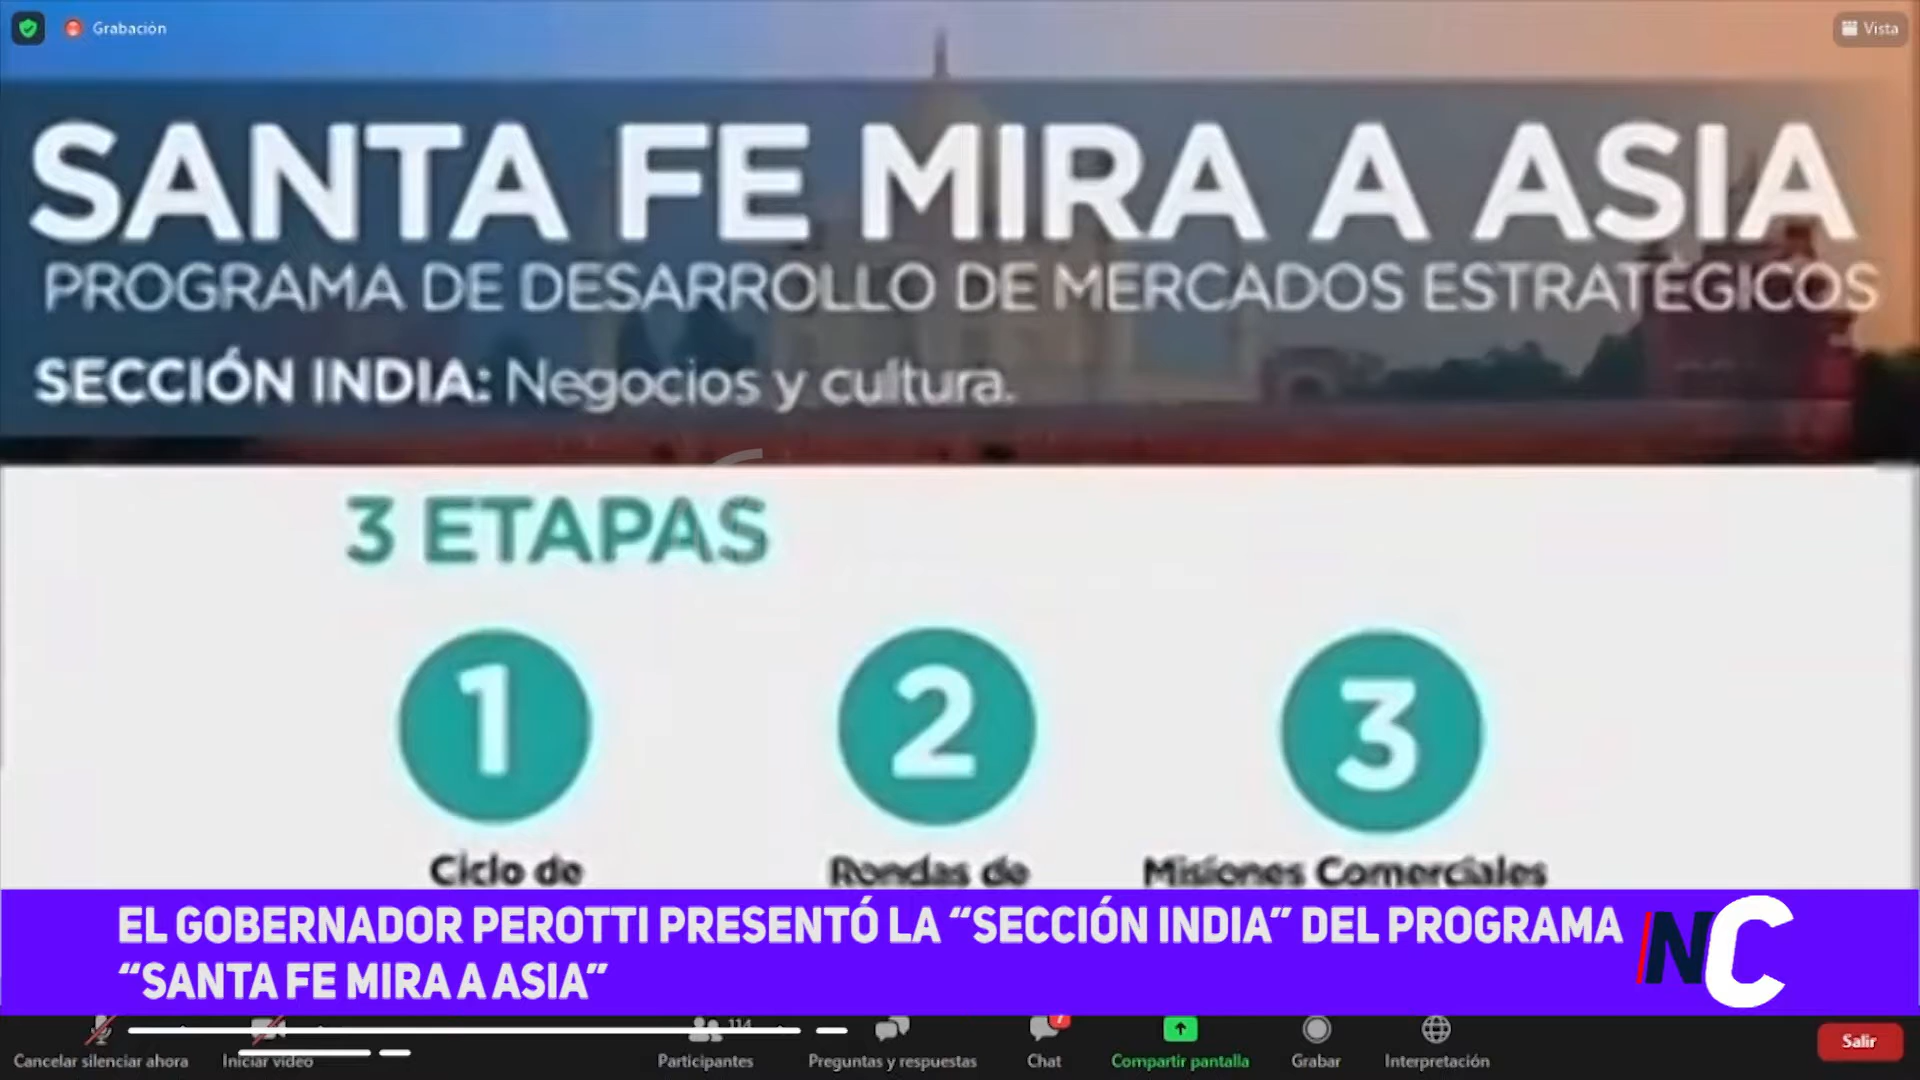 Grabación
Vista
SANTA FE MIRA A ASIA
PROGRAMA DE DESARROLLO DE MERCADOS ESTRATÉGICOS
SECCIÓN INDIA: Negocios y cultura.
3 ETAPAS
1 2 3
Ciclo de Rondas de Misiones Comerciales
EL GOBERNADOR PEROTTI PRESENTÓ LA “SECCIÓN INDIA” DEL PROGRAMA
“SANTA FE MIRA A ASIA”
NC
114
7
Cancelar silenciar ahora Iniciar video Participantes Preguntas y respuestas Chat Compartir pantalla Grabar Interpretación Salir